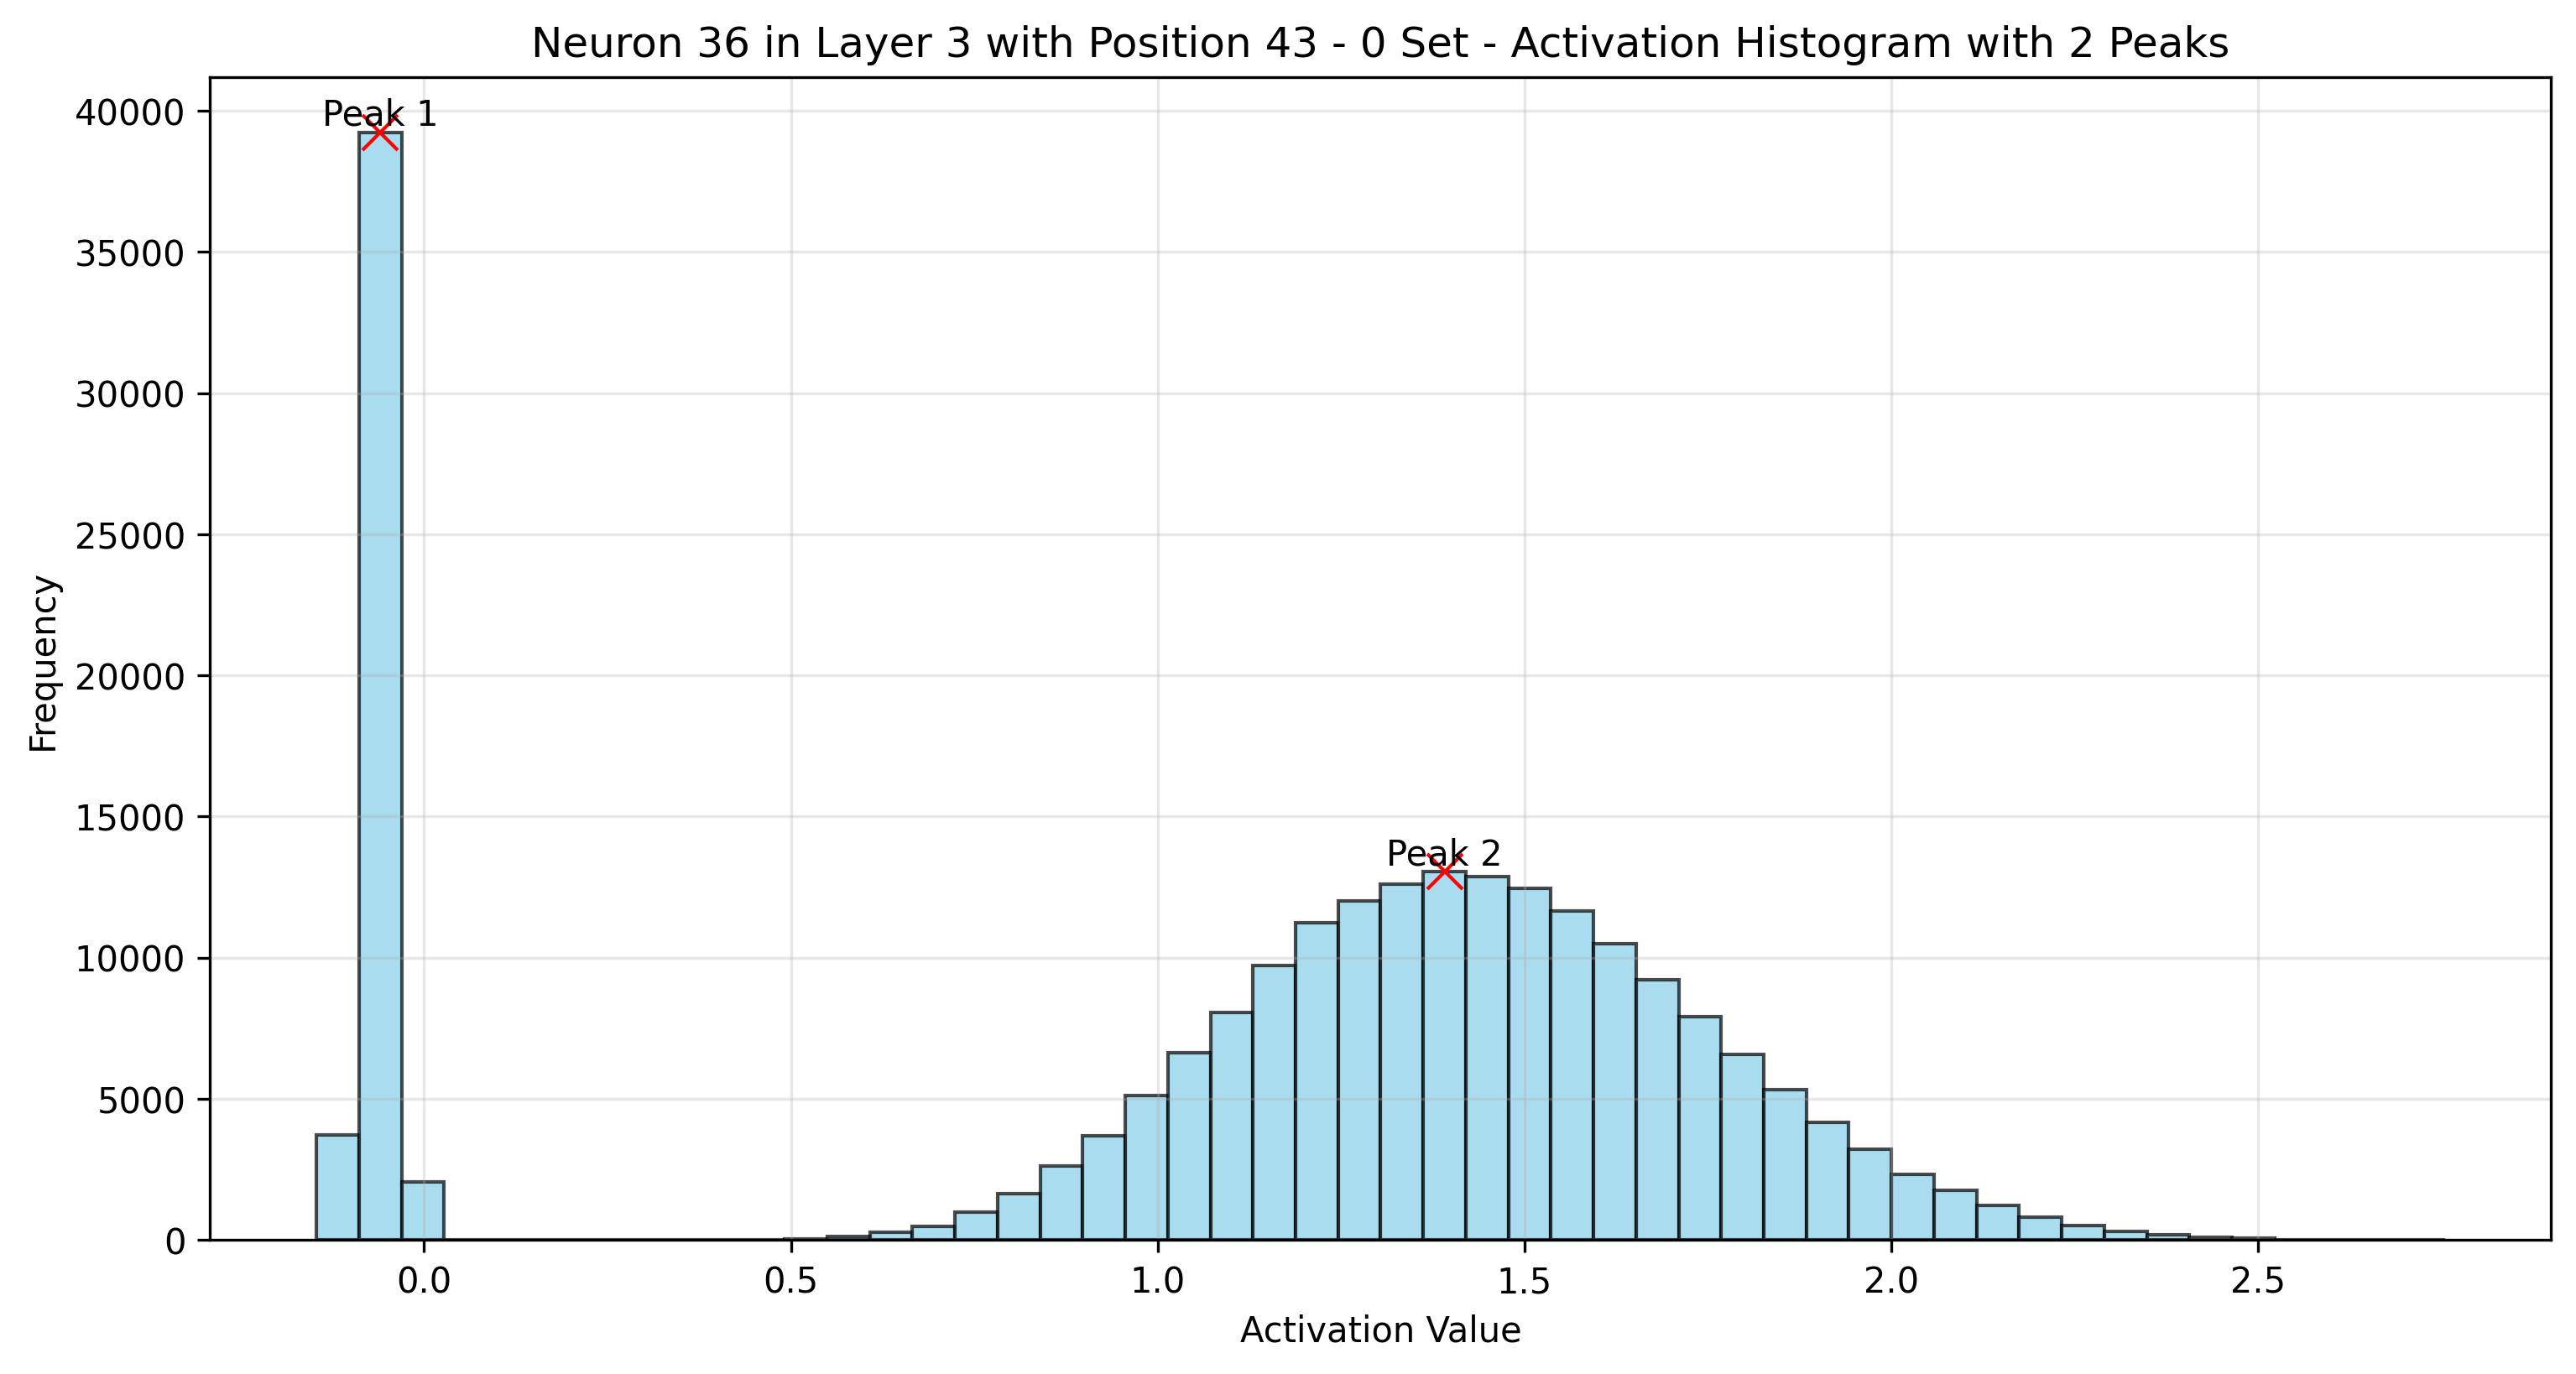 Neuron 36 in Layer 3 with Position 43 - 0 Set - Activation Histogram with 2 Peaks
40000
Peak 1
35000
30000
25000
20000
15000
Peak 2
10000
5000
0
Frequency
0.0 0.5 1.0 1.5 2.0 2.5
Activation Value